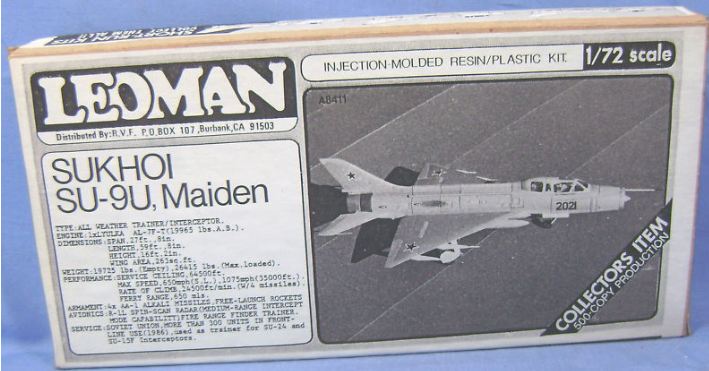 LEOMAN
Distributed By:R.V.F. P.O.BOX 107,Burbank,CA 91503
INJECTION-MOLDED RESIN/PLASTIC KIT
1/72 scale
SUKHOI
SU-9U, Maiden
TYPE:ALL WEATHER TRAINER/INTERCEPTOR.
ENGINE:1xLYULKA AL-7F-T(19965 lbs.A.B.).
DIMENSIONS:SPAN,27ft.,8in.
LENGTH,59ft.,8in.
HEIGHT,16ft.2in.
WING AREA,263sq.ft.
WEIGHT:19725 lbs.(Empty),26415 lbs.(Max.loaded).
PERFORMANCE:SERVICE CEILING,64500ft.
MAX SPEED,650mph(S.L.),1075mph(35000ft.).
RATE OF CLIMB,24500ft/min.(W/4 missiles).
FERRY RANGE,650 mls.
ARMAMENT:4x AA-1 ALKALI MISSILES,FREE-LAUNCH ROCKETS
AVIONICS:R-1L SPIN-SCAN RADAR(MEDIUM-RANGE INTERCEPT
MODE CAPABILITY)FIRE RANGE FINDER TRAINER.
SERVICE:SOVIET UNION,MORE THAN 300 UNITS IN FRONT-
LINE USE(1986),used as trainer for SU-24 and
SU-15F Interceptors.
A8411
2021
COLLECTORS ITEM
500-COPY PRODUCTION